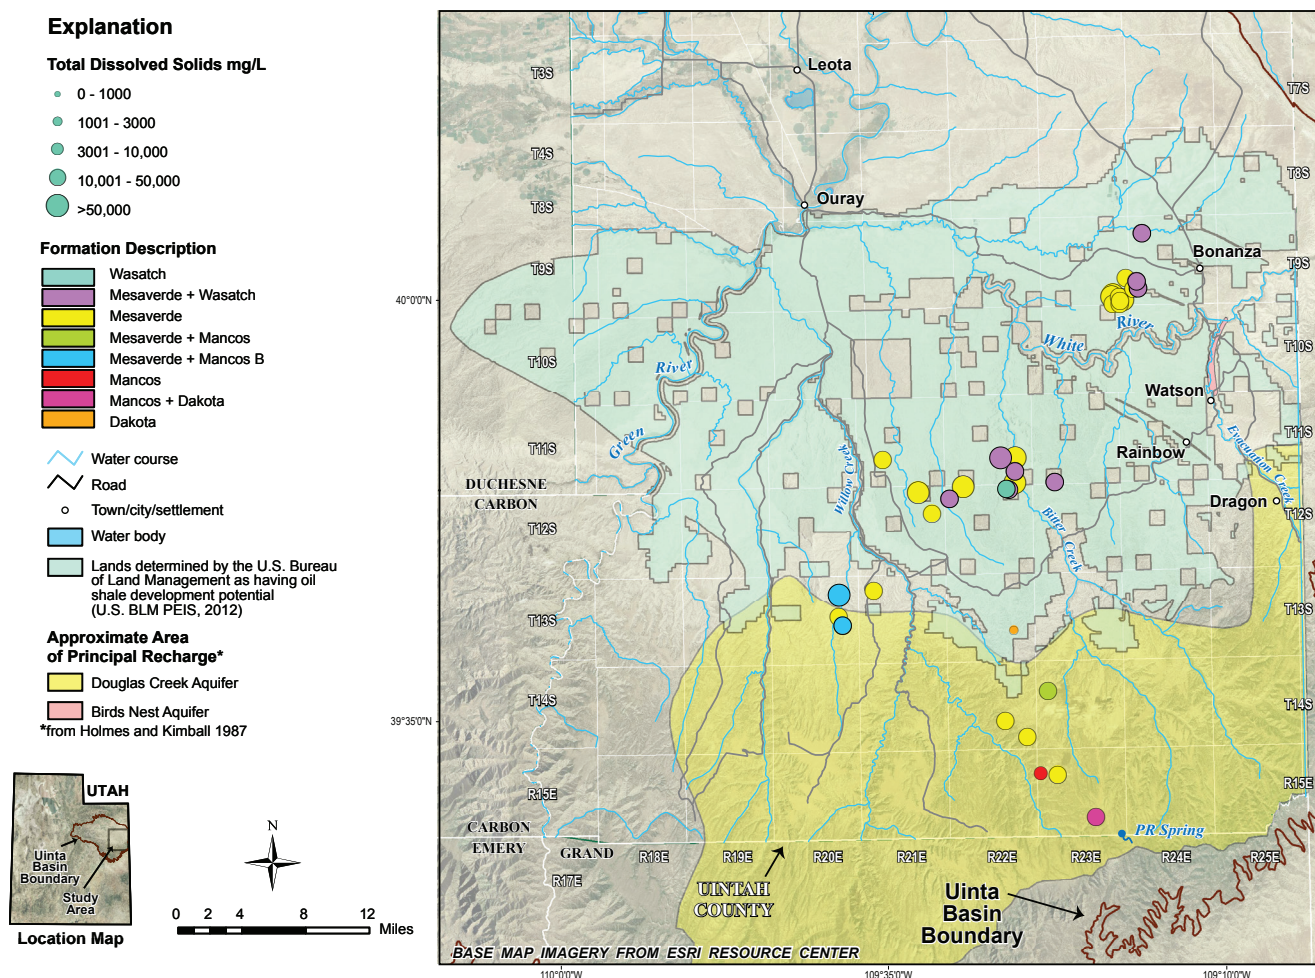 Explanation
Total Dissolved Solids mg/L
0 - 1000
1001 - 3000
3001 - 10,000
10,001 - 50,000
>50,000
Formation Description
Wasatch
Mesaverde + Wasatch
Mesaverde
Mesaverde + Mancos
Mesaverde + Mancos B
Mancos
Mancos + Dakota
Dakota
Water course
Road
Town/city/settlement
Water body
Lands determined by the U.S. Bureau
of Land Management as having oil
shale development potential
(U.S. BLM PEIS, 2012)
Approximate Area
of Principal Recharge*
Douglas Creek Aquifer
Birds Nest Aquifer
*from Holmes and Kimball 1987
UTAH
Uinta
Basin
Boundary
Study
Area
Location Map
N
0 2 4 6 8 12 Miles
T3S
Leota
T7S
T4S
T8S
T8S
Ouray
Bonanza
T9S
T9S
40°0'0"N
River
White
T10S
T10S
River
Watson
Green
T11S
Willow Creek
Rainbow
T11S
Evacuation Creek
DUCHESNE
CARBON
Dragon
T12S
T12S
Bitter Creek
T13S
T13S
T14S
T14S
39°35'0"N
R15E
R15E
CARBON
EMERY
GRAND
PR Spring
R18E R19E R20E R21E R22E R23E R24E R25E
R17E
UINTAH
COUNTY
Uinta
Basin
Boundary
BASE MAP IMAGERY FROM ESRI RESOURCE CENTER
110°0'0"W 109°35'0"W 109°10'0"W